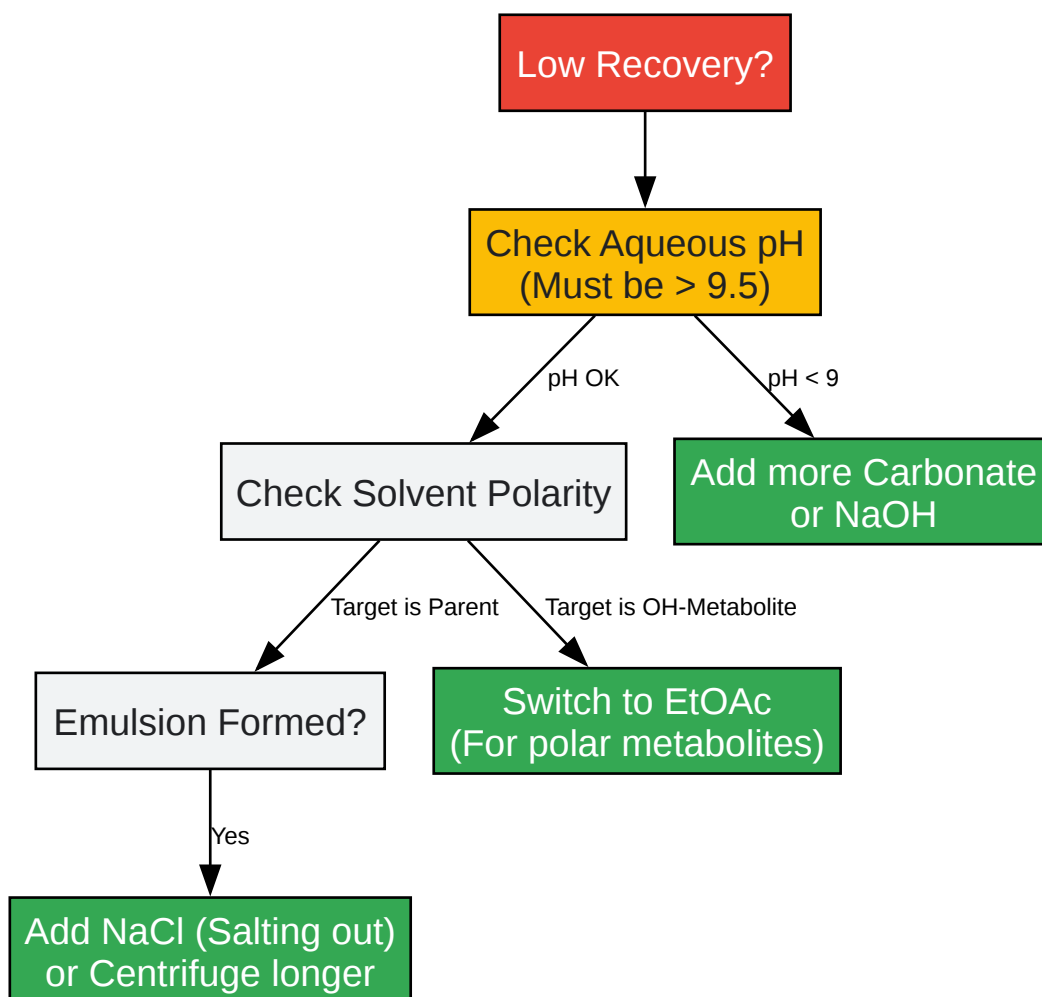 Low Recovery?
Check Aqueous pH
(Must be > 9.5)
pH OK
pH < 9
Check Solvent Polarity
Add more Carbonate
or NaOH
Target is Parent
Target is OH-Metabolite
Emulsion Formed?
Switch to EtOAc
(For polar metabolites)
Yes
Add NaCl (Salting out)
or Centrifuge longer